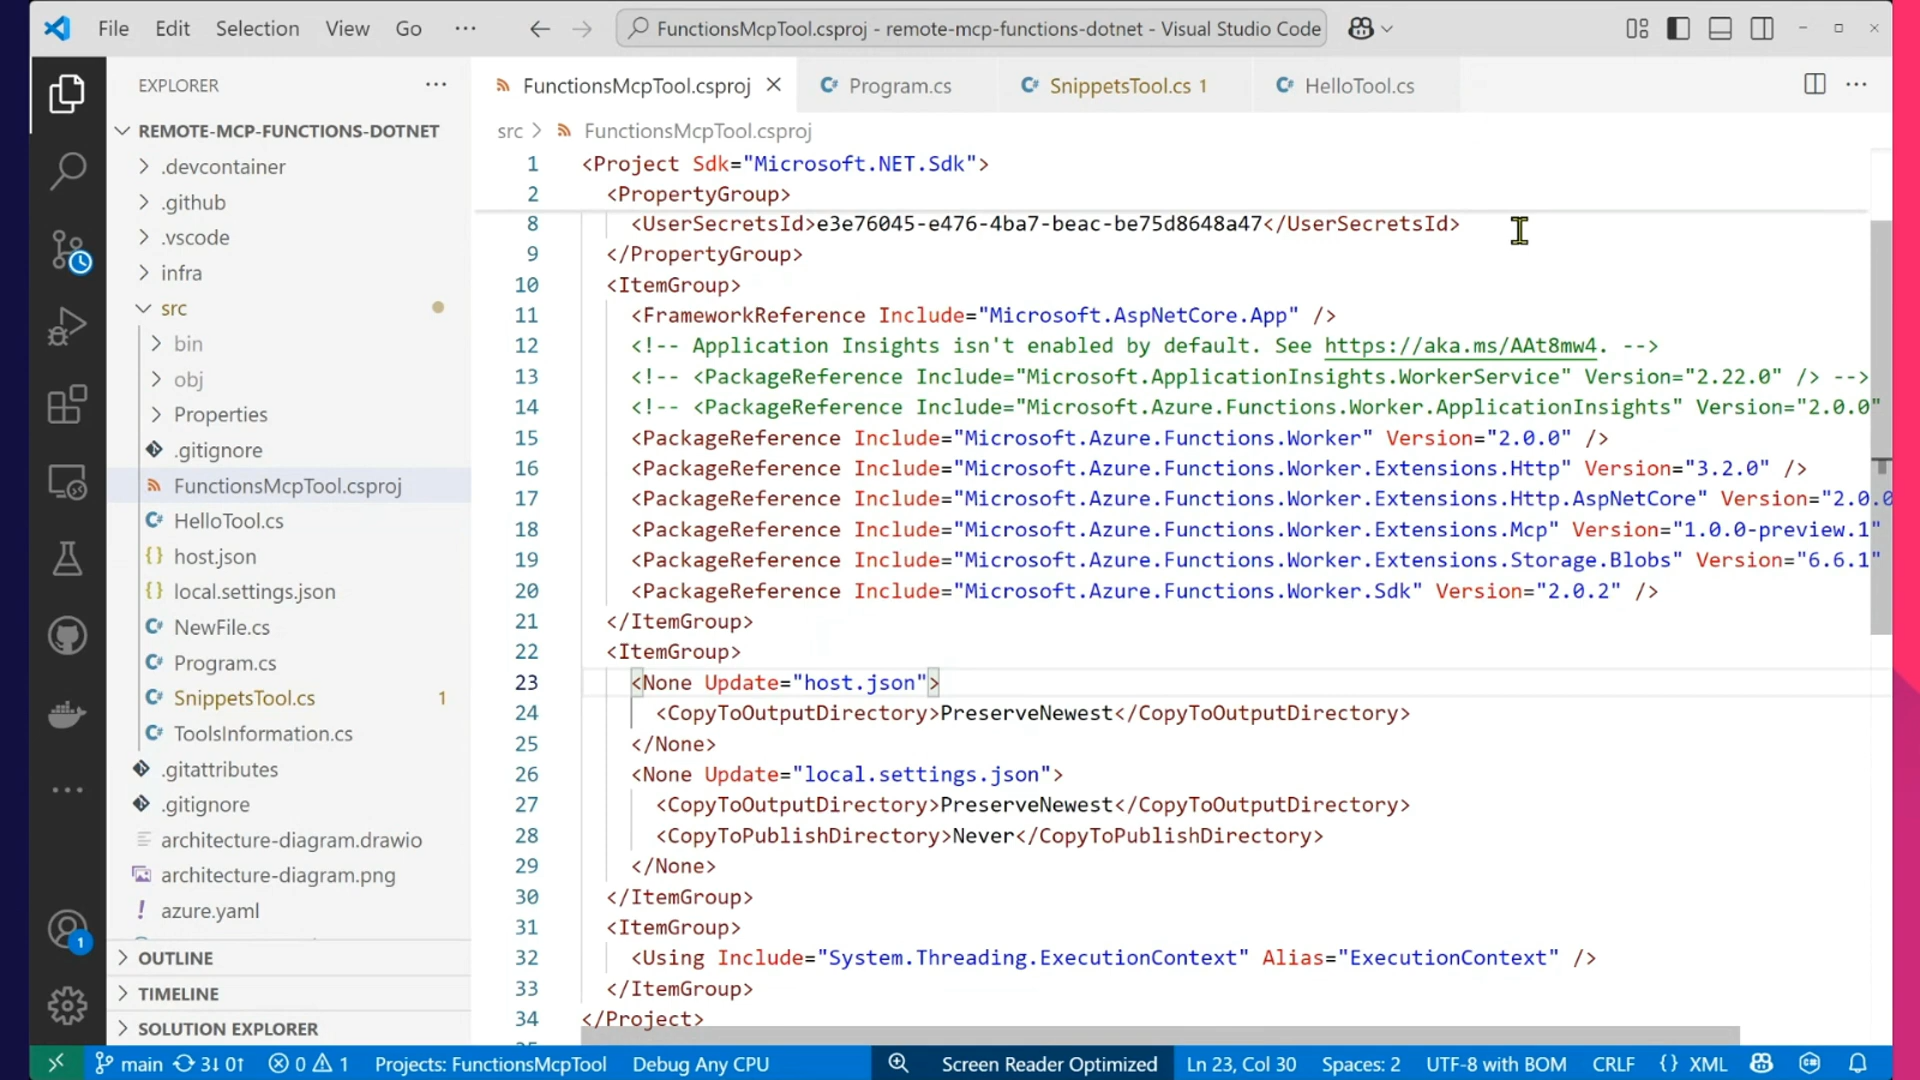 File Edit Selection View Go ··· FunctionsMcpTool.csproj - remote-mcp-functions-dotnet - Visual Studio Code
EXPLORER
REMOTE-MCP-FUNCTIONS-DOTNET
.devcontainer
.github
.vscode
infra
src
bin
obj
Properties
.gitignore
FunctionsMcpTool.csproj
HelloTool.cs
host.json
local.settings.json
NewFile.cs
Program.cs
SnippetsTool.cs 1
ToolsInformation.cs
.gitattributes
.gitignore
architecture-diagram.drawio
architecture-diagram.png
azure.yaml
OUTLINE
TIMELINE
SOLUTION EXPLORER
1
FunctionsMcpTool.csproj Program.cs SnippetsTool.cs 1 HelloTool.cs
src > FunctionsMcpTool.csproj
1 <Project Sdk="Microsoft.NET.Sdk">
2 <PropertyGroup>
8 <UserSecretsId>e3e76045-e476-4ba7-beac-be75d8648a47</UserSecretsId>
9 </PropertyGroup>
10 <ItemGroup>
11 <FrameworkReference Include="Microsoft.AspNetCore.App" />
12 <!-- Application Insights isn't enabled by default. See https://aka.ms/AAt8mw4. -->
13 <!-- <PackageReference Include="Microsoft.ApplicationInsights.WorkerService" Version="2.22.0" /> -->
14 <!-- <PackageReference Include="Microsoft.Azure.Functions.Worker.ApplicationInsights" Version="2.0.0"
15 <PackageReference Include="Microsoft.Azure.Functions.Worker" Version="2.0.0" />
16 <PackageReference Include="Microsoft.Azure.Functions.Worker.Extensions.Http" Version="3.2.0" />
17 <PackageReference Include="Microsoft.Azure.Functions.Worker.Extensions.Http.AspNetCore" Version="2.0.0
18 <PackageReference Include="Microsoft.Azure.Functions.Worker.Extensions.Mcp" Version="1.0.0-preview.1"
19 <PackageReference Include="Microsoft.Azure.Functions.Worker.Extensions.Storage.Blobs" Version="6.6.1"
20 <PackageReference Include="Microsoft.Azure.Functions.Worker.Sdk" Version="2.0.2" />
21 </ItemGroup>
22 <ItemGroup>
23 <None Update="host.json">
24 <CopyToOutputDirectory>PreserveNewest</CopyToOutputDirectory>
25 </None>
26 <None Update="local.settings.json">
27 <CopyToOutputDirectory>PreserveNewest</CopyToOutputDirectory>
28 <CopyToPublishDirectory>Never</CopyToPublishDirectory>
29 </None>
30 </ItemGroup>
31 <ItemGroup>
32 <Using Include="System.Threading.ExecutionContext" Alias="ExecutionContext" />
33 </ItemGroup>
34 </Project>
main 3↓ 0↑ 0 1 Projects: FunctionsMcpTool Debug Any CPU Screen Reader Optimized Ln 23, Col 30 Spaces: 2 UTF-8 with BOM CRLF {} XML